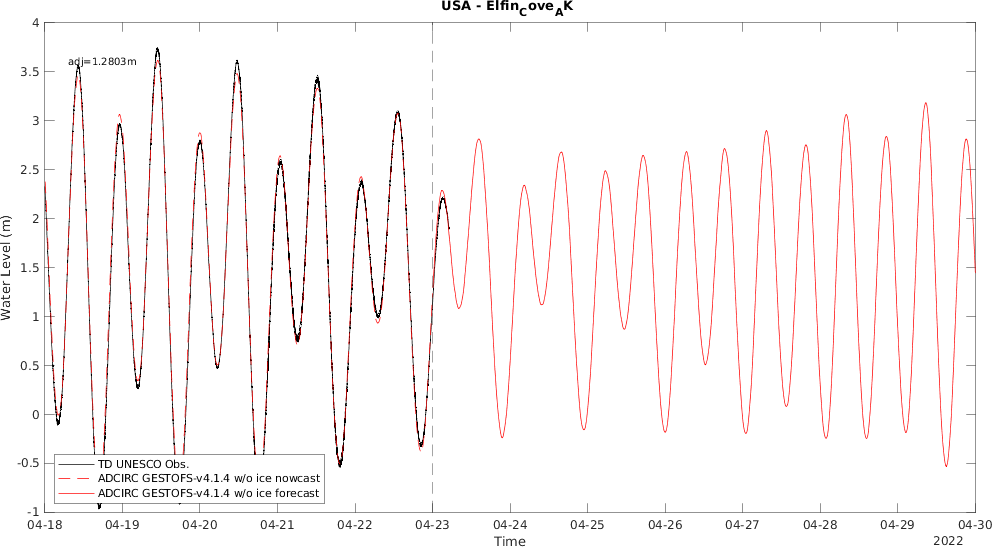 USA - ElfinCoveAK
4
3.5
3
2.5
2
1.5
1
0.5
0
-0.5
-1
Water Level (m)
adj=1.2803m
TD UNESCO Obs.
ADCIRC GESTOFS-v4.1.4 w/o ice nowcast
ADCIRC GESTOFS-v4.1.4 w/o ice forecast
04-18 04-19 04-20 04-21 04-22 04-23 04-24 04-25 04-26 04-27 04-28 04-29 04-30
Time
2022